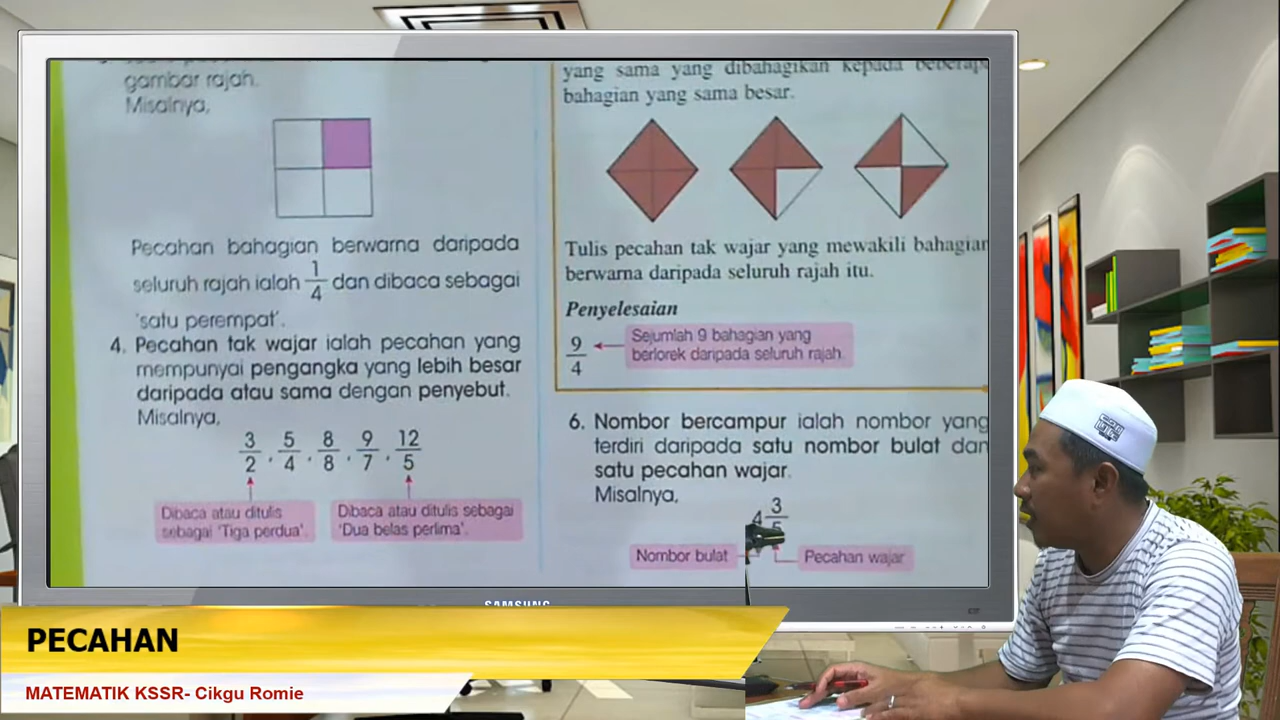 gambar rajah.
Misalnya,
Pecahan bahagian berwarna daripada
seluruh rajah ialah 1/4 dan dibaca sebagai
'satu perempat'.
4. Pecahan tak wajar ialah pecahan yang
mempunyai pengangka yang lebih besar
daripada atau sama dengan penyebut.
Misalnya,
3/2, 5/4, 8/8, 9/7, 12/5
Dibaca atau ditulis
sebagai 'Tiga perdua'.
Dibaca atau ditulis sebagai
'Dua belas perlima'.
yang sama yang dibahagikan kepada beberapa
bahagian yang sama besar.
Tulis pecahan tak wajar yang mewakili bahagian
berwarna daripada seluruh rajah itu.
Penyelesaian
9/4
Sejumlah 9 bahagian yang
berlorek daripada seluruh rajah.
6. Nombor bercampur ialah nombor yang
terdiri daripada satu nombor bulat dan
satu pecahan wajar.
Misalnya,
4 3/5
Nombor bulat
Pecahan wajar
SAMSUNG
PECAHAN
MATEMATIK KSSR- Cikgu Romie